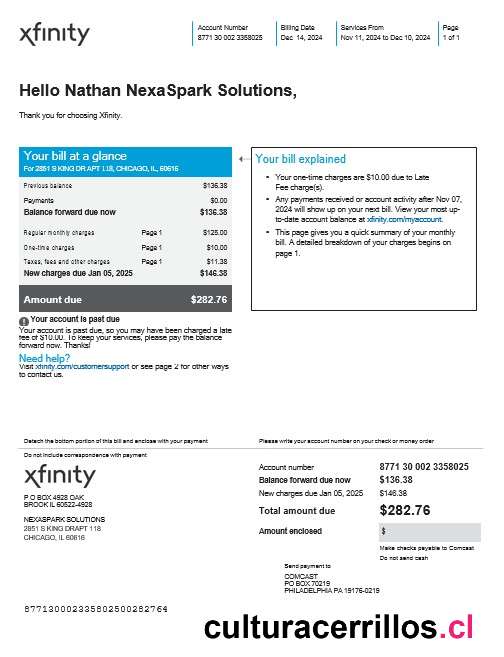 xfinity
Account Number
8771 30 002 3358025
Billing Date
Dec 14, 2024
Services From
Nov 11, 2024 to Dec 10, 2024
Page
1 of 1
Hello Nathan NexaSpark Solutions,
Thank you for choosing Xfinity.
Your bill at a glance
For 2851 S KING DR APT 118, CHICAGO, IL, 60616
Previous balance $136.38
Payments $0.00
Balance forward due now $136.38
Regular monthly charges Page 1 $125.00
One-time charges Page 1 $10.00
Taxes, fees and other charges Page 1 $11.38
New charges due Jan 05, 2025 $146.38
Amount due $282.76
Your account is past due
Your account is past due, so you may have been charged a late
fee of $10.00. To keep your services, please pay the balance
forward now. Thanks!
Need help?
Visit xfinity.com/customersupport or see page 2 for other ways
to contact us.
Your bill explained
• Your one-time charges are $10.00 due to Late
Fee charge(s).
• Any payments received or account activity after Nov 07,
2024 will show up on your next bill. View your most up-
to-date account balance at xfinity.com/myaccount.
• This page gives you a quick summary of your monthly
bill. A detailed breakdown of your charges begins on
page 1.
Detach the bottom portion of this bill and enclose with your payment
Please write your account number on your check or money order
Do not include correspondence with payment
xfinity
P O BOX 4928 OAK
BROOK IL 60522-4928
NEXASPARK SOLUTIONS
2851 S KING DRAPT 118
CHICAGO, IL 60616
Account number 8771 30 002 3358025
Balance forward due now $136.38
New charges due Jan 05, 2025 $146.38
Total amount due $282.76
Amount enclosed $
Make checks payable to Comcast
Do not send cash
Send payment to
COMCAST
PO BOX 70219
PHILADELPHIA PA 19176-0219
877130002335802500282764
culturacerrillos.cl